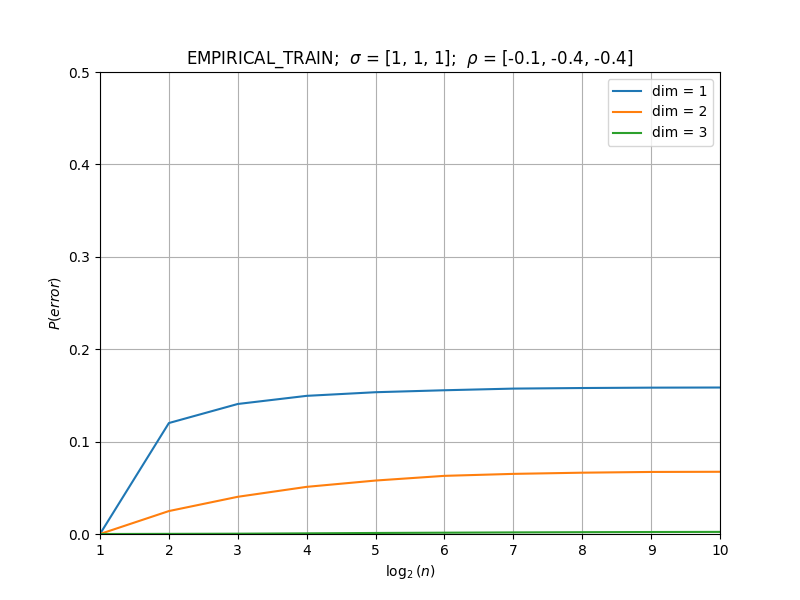 EMPIRICAL_TRAIN; σ = [1, 1, 1]; ρ = [-0.1, -0.4, -0.4]
dim = 1
dim = 2
dim = 3
0.5
0.4
0.3
0.2
0.1
0.0
P(error)
1 2 3 4 5 6 7 8 9 10
log₂(n)